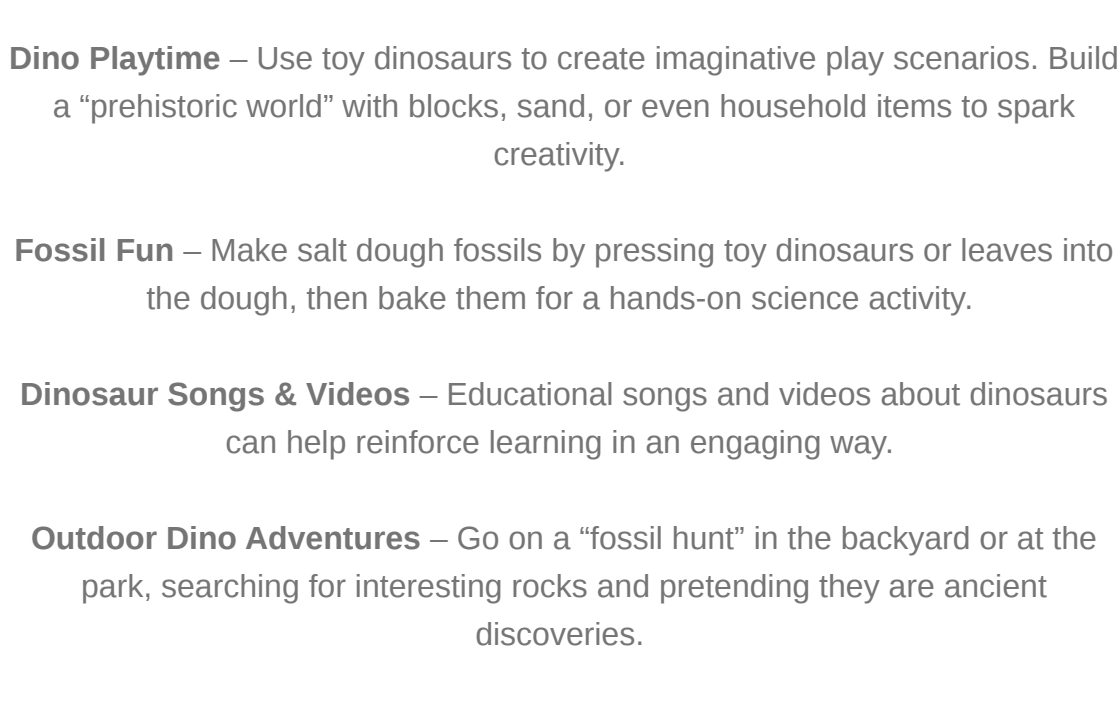 Dino Playtime – Use toy dinosaurs to create imaginative play scenarios. Build
a “prehistoric world” with blocks, sand, or even household items to spark
creativity.
Fossil Fun – Make salt dough fossils by pressing toy dinosaurs or leaves into
the dough, then bake them for a hands-on science activity.
Dinosaur Songs & Videos – Educational songs and videos about dinosaurs
can help reinforce learning in an engaging way.
Outdoor Dino Adventures – Go on a “fossil hunt” in the backyard or at the
park, searching for interesting rocks and pretending they are ancient
discoveries.